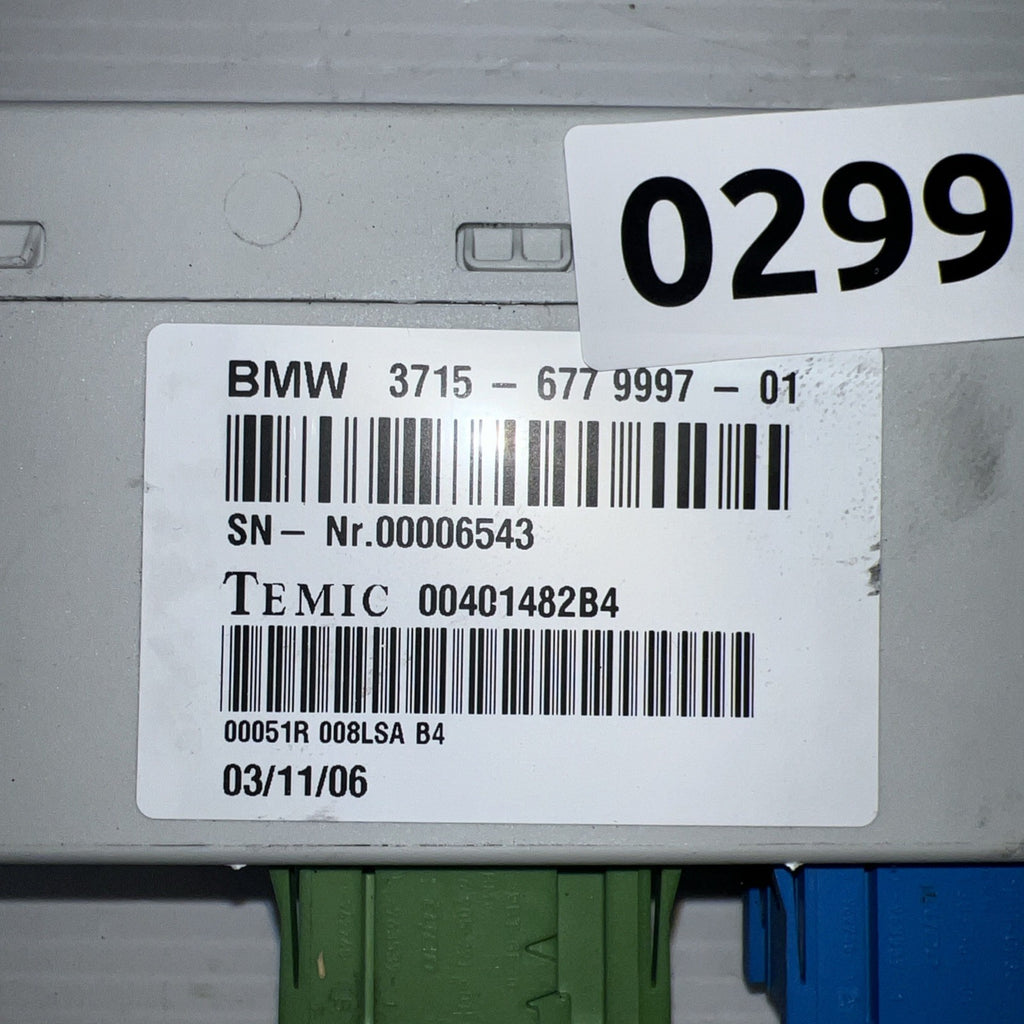 0299
BMW 3715 – 677 9997 – 01
SN – Nr.00006543
TEMIC 00401482B4
00051R 008LSA B4
03/11/06